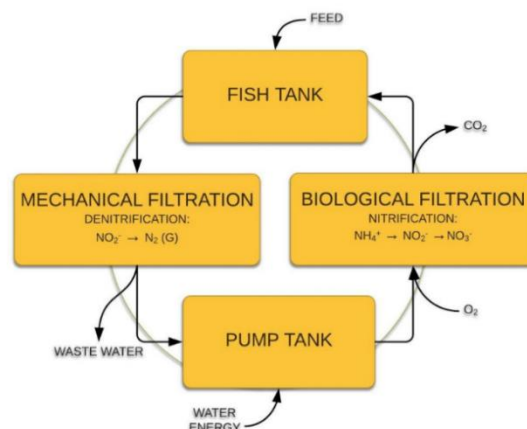 FEED
FISH TANK
CO₂
MECHANICAL FILTRATION
DENITRIFICATION:
NO₂⁻ → N₂ (G)
BIOLOGICAL FILTRATION
NITRIFICATION:
NH₄⁺ → NO₂⁻ → NO₃⁻
O₂
WASTE WATER
PUMP TANK
WATER
ENERGY